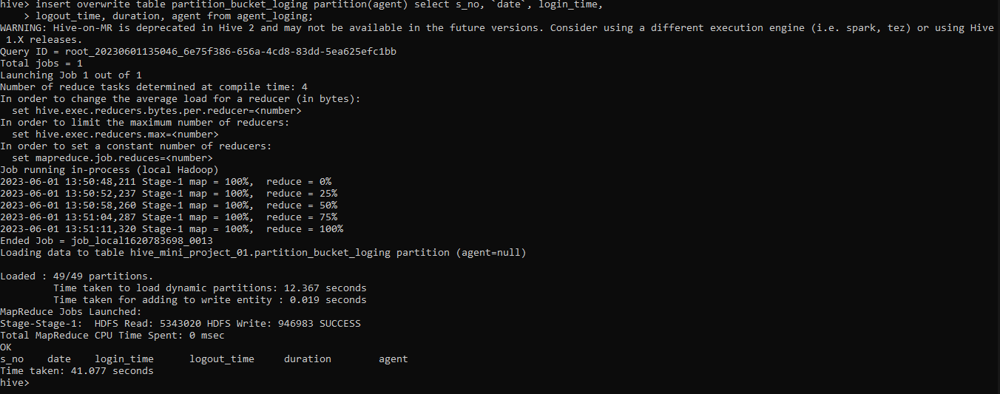 hive> insert overwrite table partition_bucket_loging partition(agent) select s_no, `date`, login_time,
    > logout_time, duration, agent from agent_loging;
WARNING: Hive-on-MR is deprecated in Hive 2 and may not be available in the future versions. Consider using a different execution engine (i.e. spark, tez) or using Hive
 1.X releases.
Query ID = root_20230601135046_6e75f386-656a-4cd8-83dd-5ea625efc1bb
Total jobs = 1
Launching Job 1 out of 1
Number of reduce tasks determined at compile time: 4
In order to change the average load for a reducer (in bytes):
  set hive.exec.reducers.bytes.per.reducer=<number>
In order to limit the maximum number of reducers:
  set hive.exec.reducers.max=<number>
In order to set a constant number of reducers:
  set mapreduce.job.reduces=<number>
Job running in-process (local Hadoop)
2023-06-01 13:50:48,211 Stage-1 map = 100%,  reduce = 0%
2023-06-01 13:50:52,237 Stage-1 map = 100%,  reduce = 25%
2023-06-01 13:50:58,260 Stage-1 map = 100%,  reduce = 50%
2023-06-01 13:51:04,287 Stage-1 map = 100%,  reduce = 75%
2023-06-01 13:51:11,320 Stage-1 map = 100%,  reduce = 100%
Ended Job = job_local1620783698_0013
Loading data to table hive_mini_project_01.partition_bucket_loging partition (agent=null)

Loaded : 49/49 partitions.
         Time taken to load dynamic partitions: 12.367 seconds
         Time taken for adding to write entity : 0.019 seconds
MapReduce Jobs Launched:
Stage-Stage-1:  HDFS Read: 5343020 HDFS Write: 946983 SUCCESS
Total MapReduce CPU Time Spent: 0 msec
OK
s_no    date    login_time      logout_time     duration        agent
Time taken: 41.077 seconds
hive>